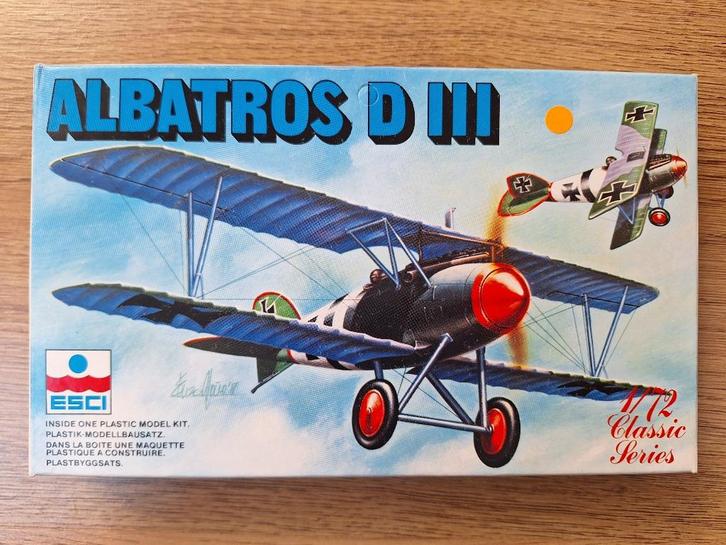 ALBATROS D III
ESCI
INSIDE ONE PLASTIC MODEL KIT.
PLASTIK-MODELLBAUSATZ.
DANS LA BOITE UNE MAQUETTE
PLASTIQUE A CONSTRUIRE.
PLASTBYGGSATS.
1/72
Classic
Series